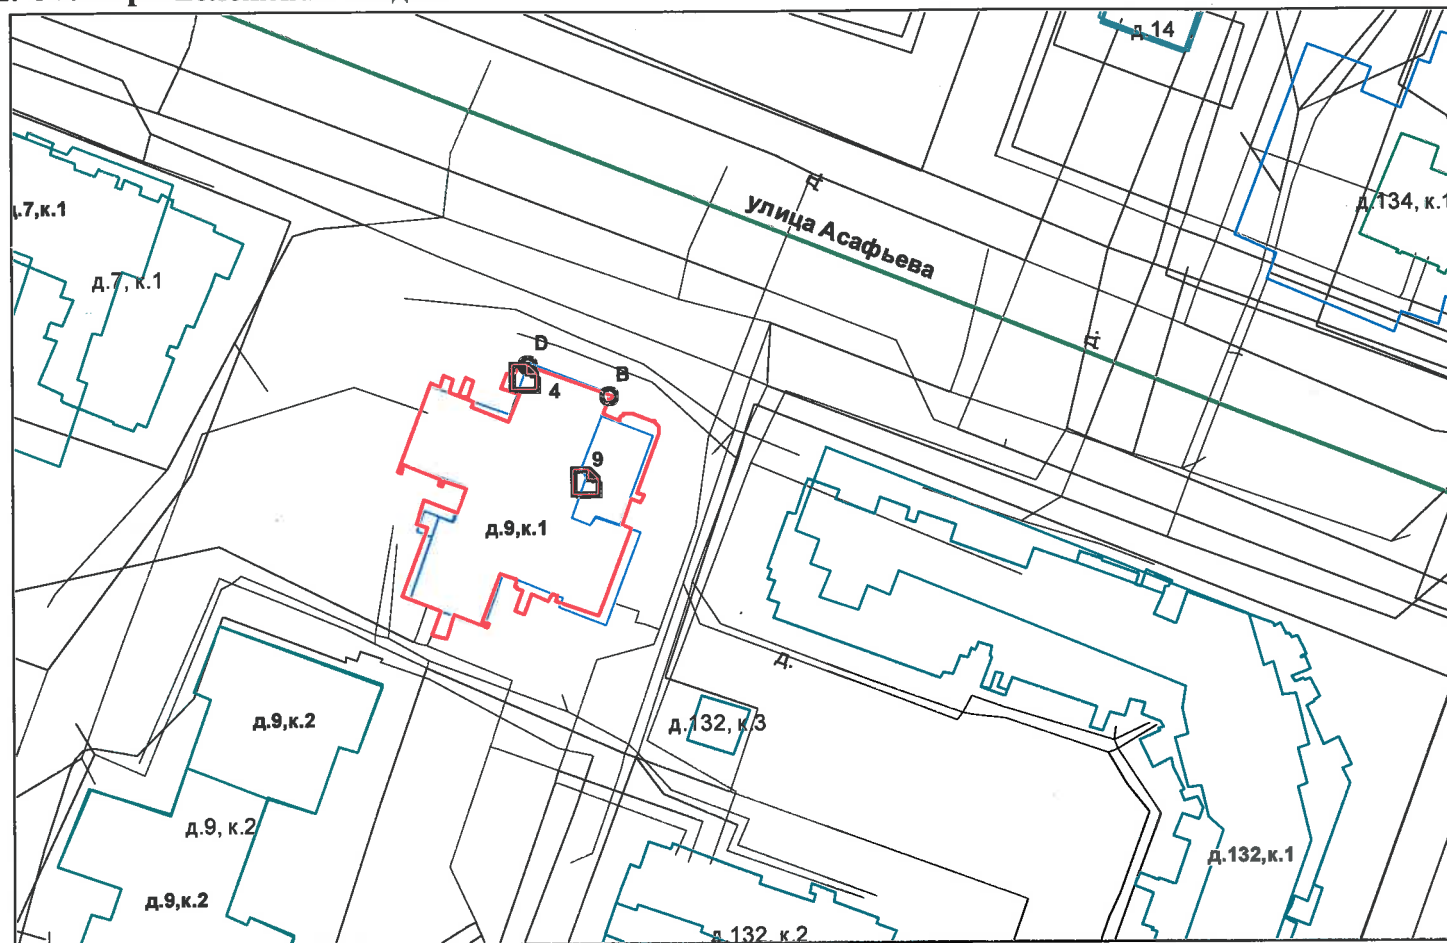 д.14
д.
улица Асафьева
д.134, к.1
д.7,к.1
д.7, к.1
д.
D
4
B
9
д.9,к.1
д.
д.132, к.3
д.9,к.2
д.9, к.2
д.132,к.1
д.9,к.2
д.132, к.2